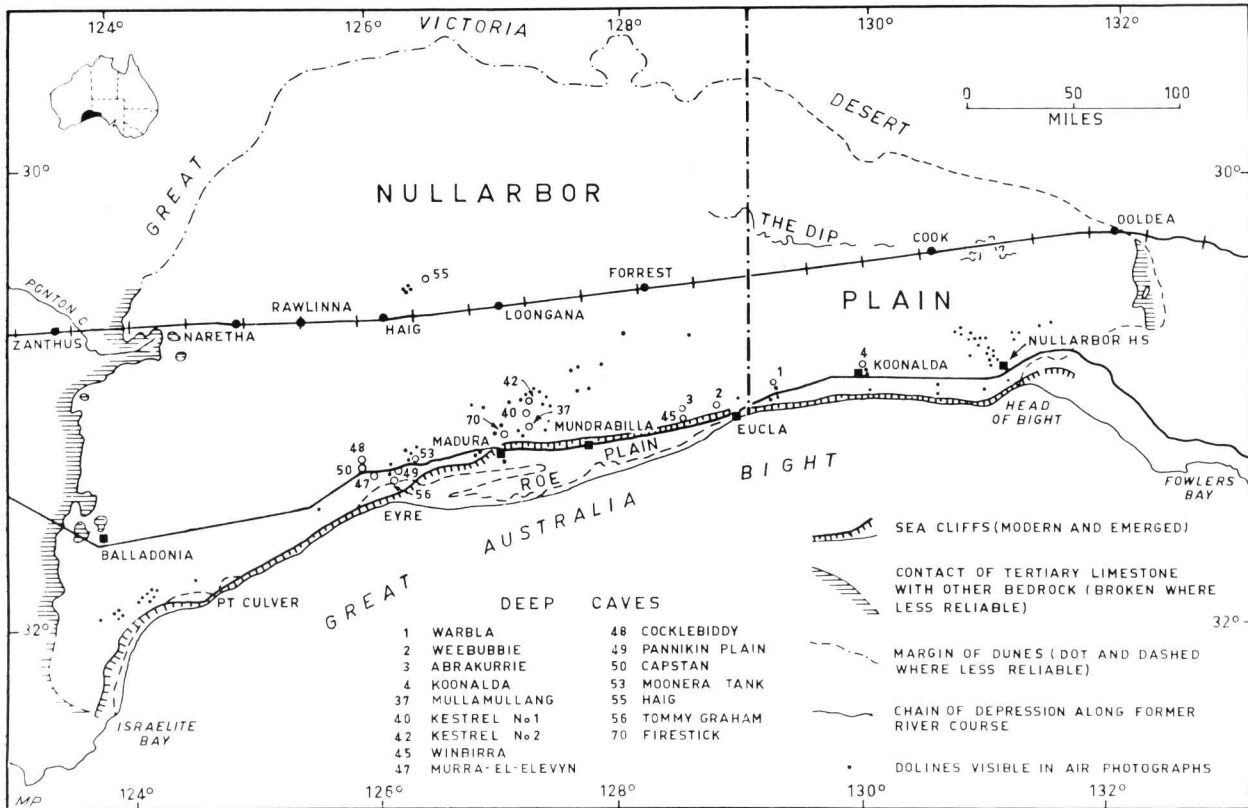 124°
126°
128°
130°
132°
VICTORIA
DESERT
GREAT
0 50 100
MILES
30°
30°
NULLARBOR
THE DIP
COOK
OOLDEA
55
FORREST
PONTON C
RAWLINNA
HAIG
LOONGANA
PLAIN
ZANTHUS
NARETHA
NULLARBOR HS
4
KOONALDA
1
42
2
3
40
37
45
70
MUNDRABILLA
EUCLA
HEAD
OF BIGHT
MADURA
PLAIN
48
53
50
49
47
56
ROE
EYRE
BIGHT
FOWLERS
BAY
AUSTRALIA
GREAT
BALLADONIA
PT CULVER
ISRAELITE
BAY
32°
32°
DEEP CAVES
1 WARBLA
2 WEEBUBBIE
3 ABRAKURRIE
4 KOONALDA
37 MULLAMULLANG
40 KESTREL No1
42 KESTREL No2
45 WINBIRRA
47 MURRA-EL-ELEVYN
48 COCKLEBIDDY
49 PANNIKIN PLAIN
50 CAPSTAN
53 MOONERA TANK
55 HAIG
56 TOMMY GRAHAM
70 FIRESTICK
SEA CLIFFS (MODERN AND EMERGED)
CONTACT OF TERTIARY LIMESTONE
WITH OTHER BEDROCK (BROKEN WHERE
LESS RELIABLE)
MARGIN OF DUNES (DOT AND DASHED
WHERE LESS RELIABLE)
CHAIN OF DEPRESSION ALONG FORMER
RIVER COURSE
DOLINES VISIBLE IN AIR PHOTOGRAPHS
MP
124°
126°
128°
130°
132°